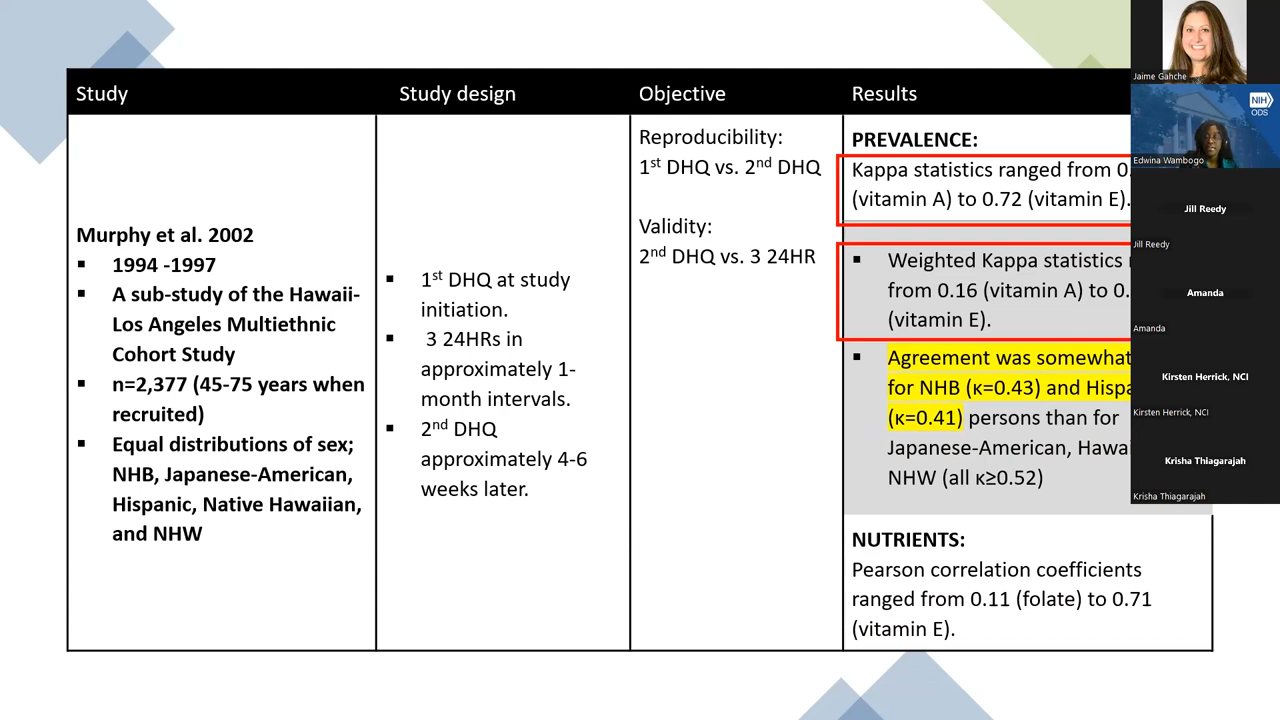 Study
Study design
Objective
Results
Murphy et al. 2002
▪ 1994 -1997
▪ A sub-study of the Hawaii-
Los Angeles Multiethnic
Cohort Study
▪ n=2,377 (45-75 years when
recruited)
▪ Equal distributions of sex;
NHB, Japanese-American,
Hispanic, Native Hawaiian,
and NHW
▪ 1st DHQ at study
initiation.
▪ 3 24HRs in
approximately 1-
month intervals.
▪ 2nd DHQ
approximately 4-6
weeks later.
Reproducibility:
1st DHQ vs. 2nd DHQ
Validity:
2nd DHQ vs. 3 24HR
PREVALENCE:
Kappa statistics ranged from 0.
(vitamin A) to 0.72 (vitamin E).
▪ Weighted Kappa statistics
from 0.16 (vitamin A) to 0.
(vitamin E).
▪ Agreement was somewhat
for NHB (κ=0.43) and Hispa
(κ=0.41) persons than for
Japanese-American, Hawai
NHW (all κ≥0.52)
NUTRIENTS:
Pearson correlation coefficients
ranged from 0.11 (folate) to 0.71
(vitamin E).
Jaime Gahche
NIH
ODS
Edwina Wambogo
Jill Reedy
Jill Reedy
Amanda
Amanda
Kirsten Herrick, NCI
Kirsten Herrick, NCI
Krisha Thiagarajah
Krisha Thiagarajah